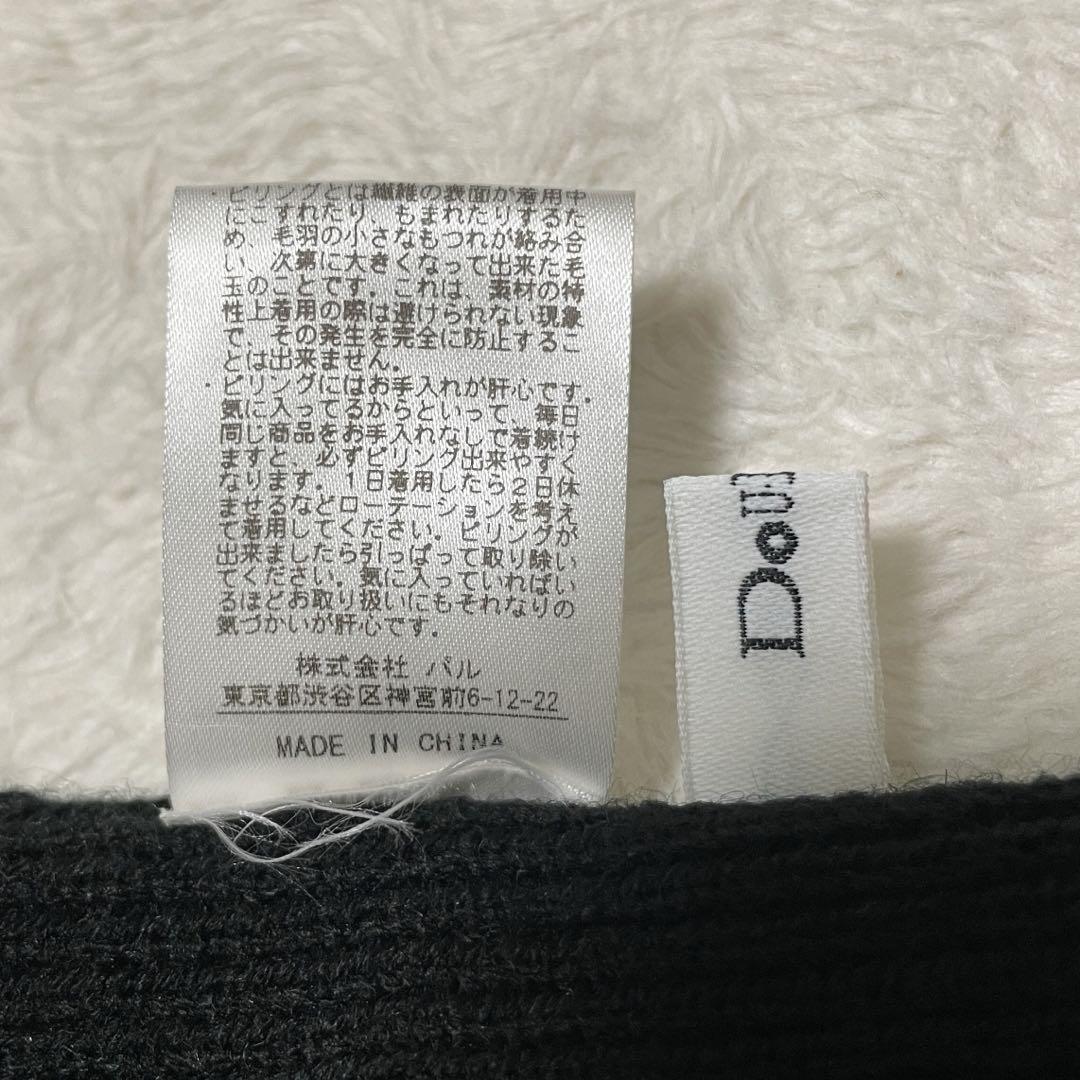 ・ピリングとは、繊維の表面が着用中
にこすれたり、もまれたりするた
め、毛羽の小さなもつれが絡み合
い、次第に大きくなって出来た毛
玉のことです。これは、素材の特
性上、着用の際は避けられない現象
で、その発生を完全に防止するこ
とは出来ません。
・ピリングにはお手入れが肝心です。
気に入ってるからといって、毎日
同じ商品をお手入れなしで着続け
ますと必ずピリングが出来やすく
なります。1日着用したら2日休
ませるなど、ローテーションを考え
て着用してください。ピリングが
出来ましたら引っぱって取り除い
てください。気に入っていればい
るほどお取り扱いにもそれなりの
気づかいが肝心です。
株式会社 パル
東京都渋谷区神宮前6-12-22
MADE IN CHINA
DOU